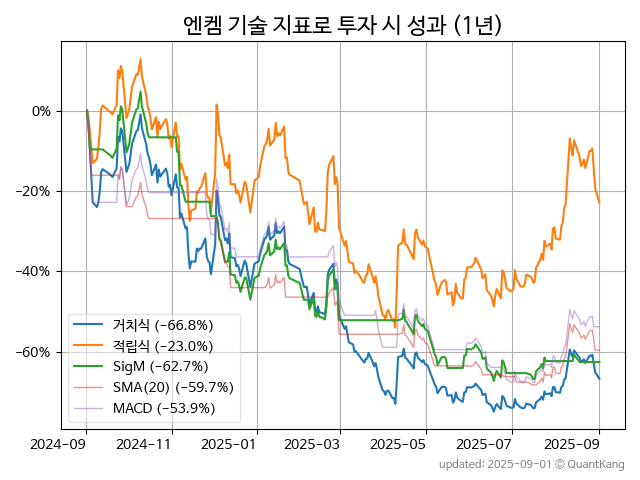 엔켐 기술 지표로 투자 시 성과 (1년)
0%
−20%
−40%
−60%
거치식 (−66.8%)
적립식 (−23.0%)
SigM (−62.7%)
SMA(20) (−59.7%)
MACD (−53.9%)
2024-09 2024-11 2025-01 2025-03 2025-05 2025-07 2025-09
updated: 2025-09-01 © QuantKang